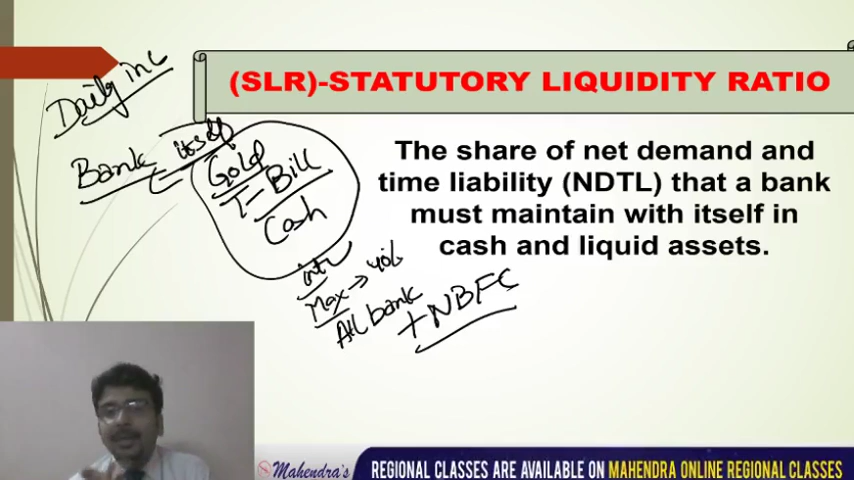 (SLR)-STATUTORY LIQUIDITY RATIO
The share of net demand and
time liability (NDTL) that a bank
must maintain with itself in
cash and liquid assets.
Daily inc
Bank itself
Gold
T-Bill
Cash
Max → 40%
All bank
+NBFC
Mahendra's
REGIONAL CLASSES ARE AVAILABLE ON MAHENDRA ONLINE REGIONAL CLASSES